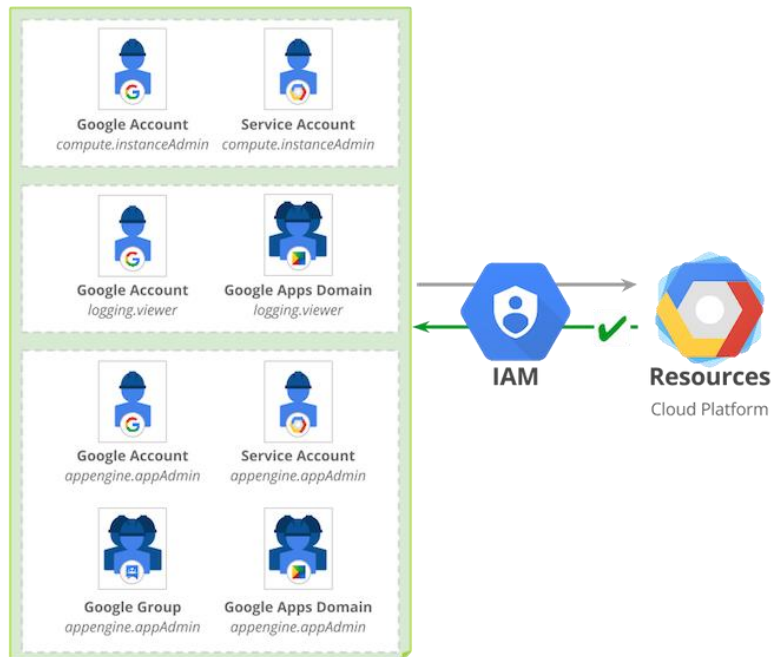 Google Account
compute.instanceAdmin
Service Account
compute.instanceAdmin
Google Account
logging.viewer
Google Apps Domain
logging.viewer
Google Account
appengine.appAdmin
Service Account
appengine.appAdmin
Google Group
appengine.appAdmin
Google Apps Domain
appengine.appAdmin
IAM
Resources
Cloud Platform